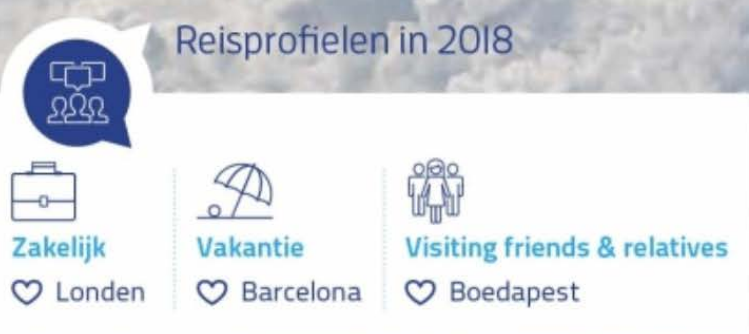 Reisprofielen in 2018
Zakelijk
Londen
Vakantie
Barcelona
Visiting friends & relatives
Boedapest